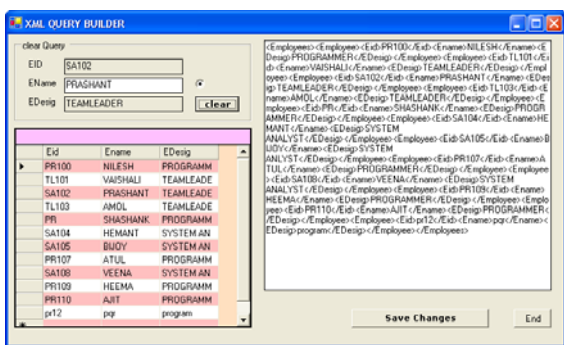 XML QUERY BUILDER
clear Query
EID SA102
EName PRASHANT
EDesig TEAMLEADER clear
Eid Ename EDesig
PR100 NILESH PROGRAMM
TL101 VAISHALI TEAMLEADE
SA102 PRASHANT TEAMLEADE
TL103 AMOL TEAMLEADE
PR SHASHANK PROGRAMM
SA104 HEMANT SYSTEM AN
SA105 BIJOY SYSTEM AN
PR107 ATUL PROGRAMM
SA108 VEENA SYSTEM AN
PR109 HEEMA PROGRAMM
PR110 AJIT PROGRAMM
pr12 pqr program
<Employees><Employee><Eid>PR100</Eid><Ename>NILESH</Ename><E
Desig>PROGRAMMER</EDesig></Employee><Employee><Eid>TL101</Ei
d><Ename>VAISHALI</Ename><EDesig>TEAMLEADER</EDesig></Empl
oyee><Employee><Eid>SA102</Eid><Ename>PRASHANT</Ename><EDes
ig>TEAMLEADER</EDesig></Employee><Employee><Eid>TL103</Eid><E
name>AMOL</Ename><EDesig>TEAMLEADER</EDesig></Employee><E
mployee><Eid>PR</Eid><Ename>SHASHANK</Ename><EDesig>PROGR
AMMER</EDesig></Employee><Employee><Eid>SA104</Eid><Ename>HE
MANT</Ename><EDesig>SYSTEM
ANALYST</EDesig></Employee><Employee><Eid>SA105</Eid><Ename>B
IJOY</Ename><EDesig>SYSTEM
ANLYST</EDesig></Employee><Employee><Eid>PR107</Eid><Ename>A
TUL</Ename><EDesig>PROGRAMMER</EDesig></Employee><Employee
><Eid>SA108</Eid><Ename>VEENA</Ename><EDesig>SYSTEM
ANALYST</EDesig></Employee><Employee><Eid>PR109</Eid><Ename>
HEEMA</Ename><EDesig>PROGRAMMER</EDesig></Employee><Emplo
yee><Eid>PR110</Eid><Ename>AJIT</Ename><EDesig>PROGRAMMER<
/EDesig></Employee><Employee><Eid>pr12</Eid><Ename>pqr</Ename><
EDesig>program</EDesig></Employee></Employees>
Save Changes End